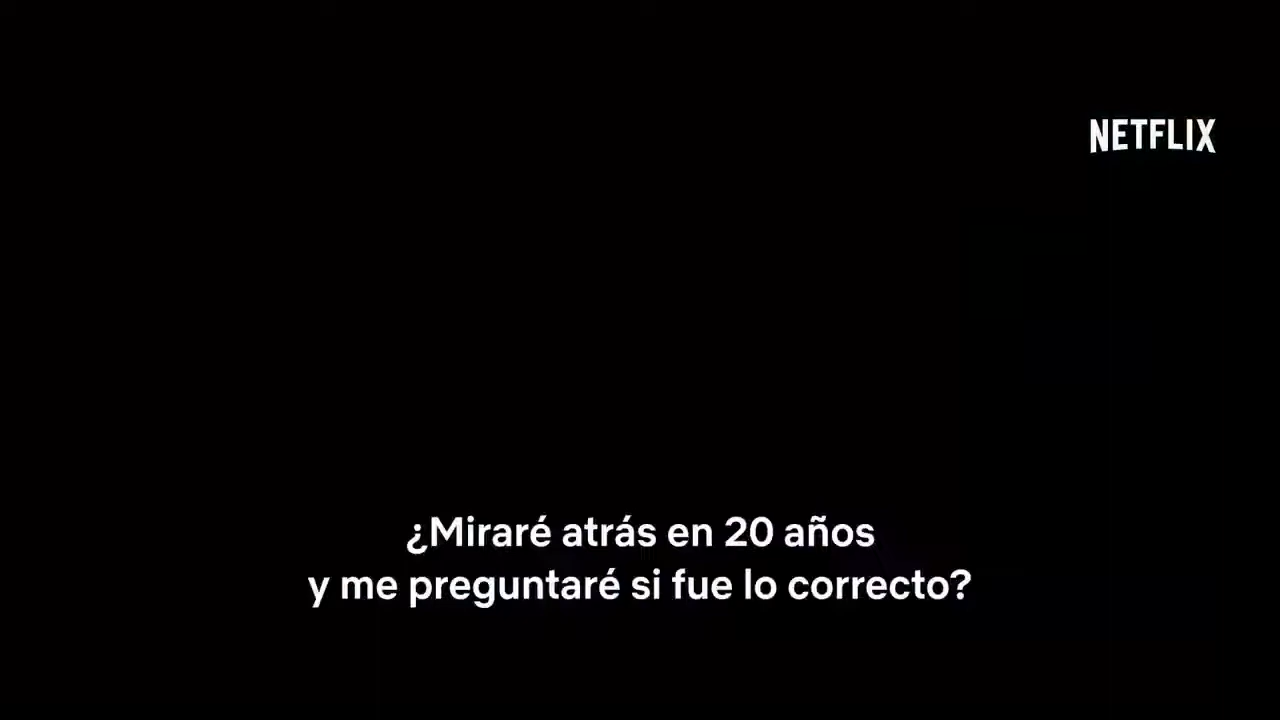 NETFLIX
¿Miraré atrás en 20 años
y me preguntaré si fue lo correcto?